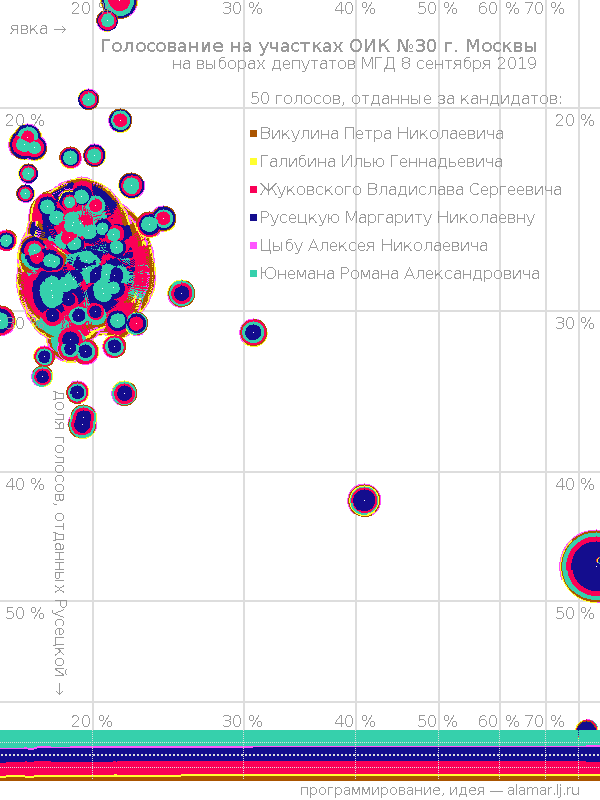 20 % 30 % 40 % 50 % 60 % 70 %
явка →
Голосование на участках ОИК №30 г. Москвы
на выборах депутатов МГД 8 сентября 2019
50 голосов, отданные за кандидатов:
20 % 20 %
Викулина Петра Николаевича
Галибина Илью Геннадьевича
Жуковского Владислава Сергеевича
Русецкую Маргариту Николаевну
Цыбу Алексея Николаевича
Юнемана Романа Александровича
30 % 30 %
доля голосов, отданных Русецкой →
40 % 40 %
50 % 50 %
20 % 30 % 40 % 50 % 60 % 70 %
программирование, идея — alamar.lj.ru